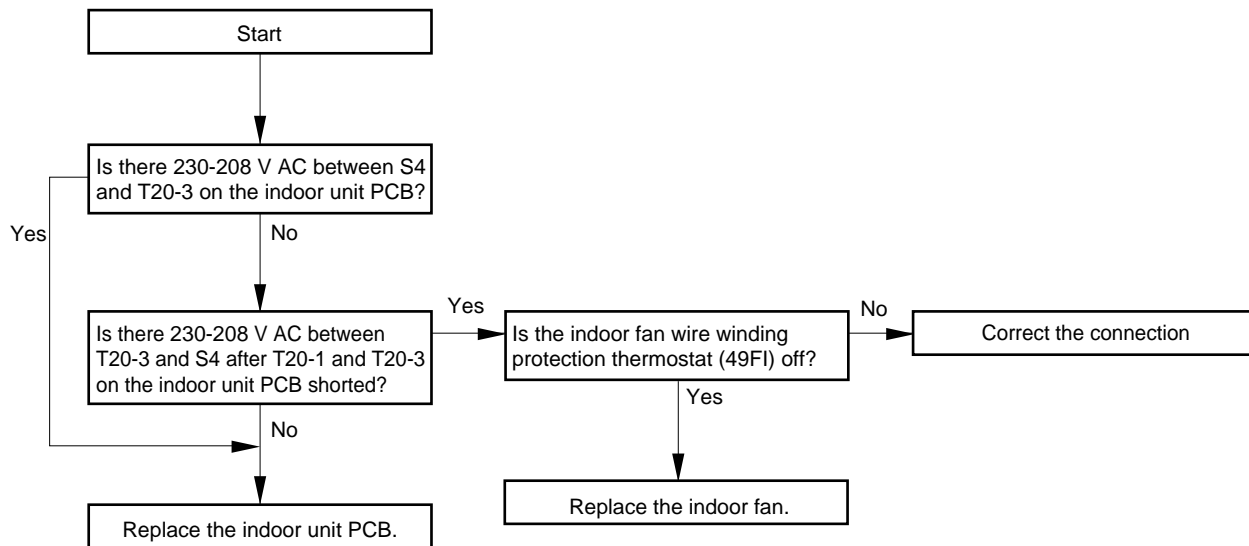 Start
Is there 230-208 V AC between S4
and T20-3 on the indoor unit PCB?
Yes
No
Is there 230-208 V AC between
T20-3 and S4 after T20-1 and T20-3
on the indoor unit PCB shorted?
Yes
Is the indoor fan wire winding
protection thermostat (49FI) off?
No
Correct the connection
No
Yes
Replace the indoor unit PCB.
Replace the indoor fan.